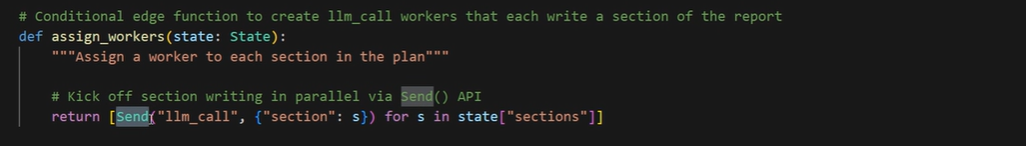 # Conditional edge function to create llm_call workers that each write a section of the report
def assign_workers(state: State):
    """Assign a worker to each section in the plan"""
    # Kick off section writing in parallel via Send() API
    return [Send("llm_call", {"section": s}) for s in state["sections"]]